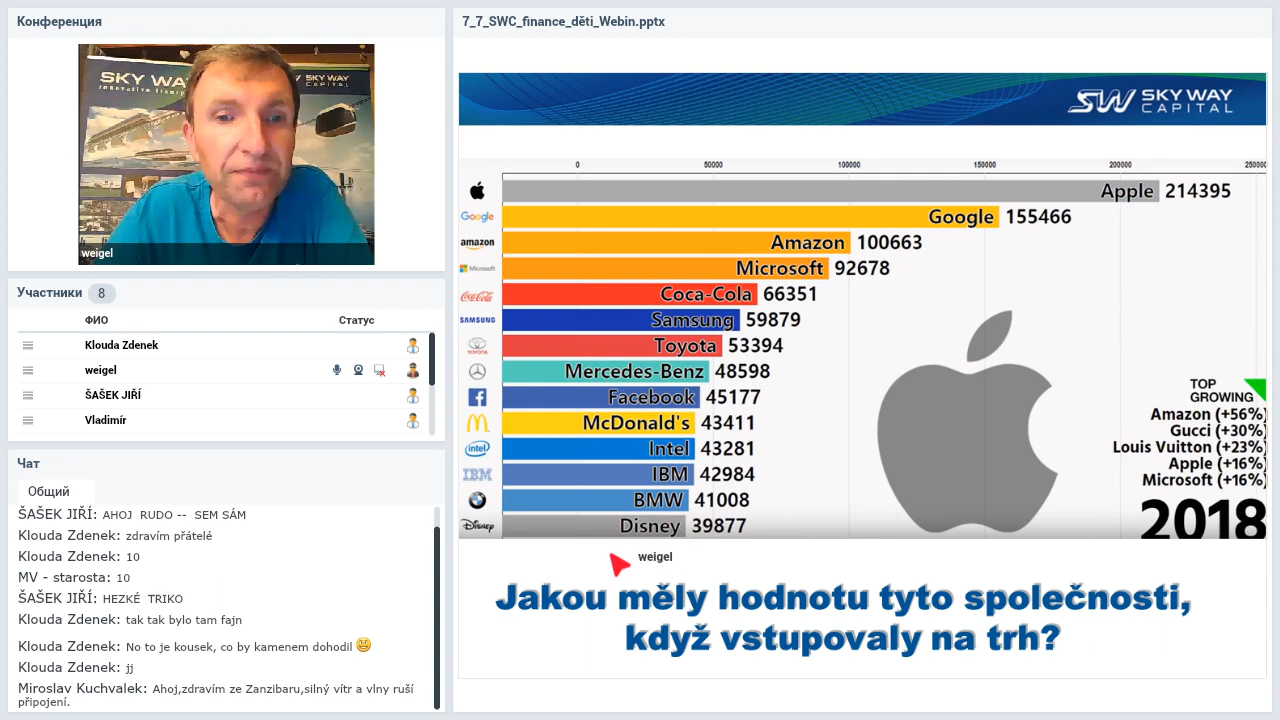 Конференция
SKY WAY
SKY WAY
CAPITAL
weigel
Участники 8
ФИО Статус
Klouda Zdenek
weigel
ŠAŠEK JIŘÍ
Vladimír
Чат
Общий
ŠAŠEK JIŘÍ: AHOJ RUDO -- SEM SÁM
Klouda Zdenek: zdravím přátelé
Klouda Zdenek: 10
MV - starosta: 10
ŠAŠEK JIŘÍ: HEZKÉ TRIKO
Klouda Zdenek: tak tak bylo tam fajn
Klouda Zdenek: No to je kousek, co by kamenem dohodil
Klouda Zdenek: jj
Miroslav Kuchvalek: Ahoj,zdravím ze Zanzibaru,silný vítr a vlny ruší
připojení.
7_7_SWC_finance_děti_Webin.pptx
SW SKY WAY
CAPITAL
0 50000 100000 150000 200000 250000
Apple 214395
Google Google 155466
amazon Amazon 100663
Microsoft Microsoft 92678
Coca-Cola Coca-Cola 66351
SAMSUNG Samsung 59879
TOYOTA Toyota 53394
Mercedes-Benz 48598
Facebook 45177
McDonald's 43411
intel Intel 43281
IBM IBM 42984
BMW 41008
Disney Disney 39877
TOP
GROWING
Amazon (+56%)
Gucci (+30%)
Louis Vuitton (+23%)
Apple (+16%)
Microsoft (+16%)
2018
weigel
Jakou měly hodnotu tyto společnosti,
když vstupovaly na trh?